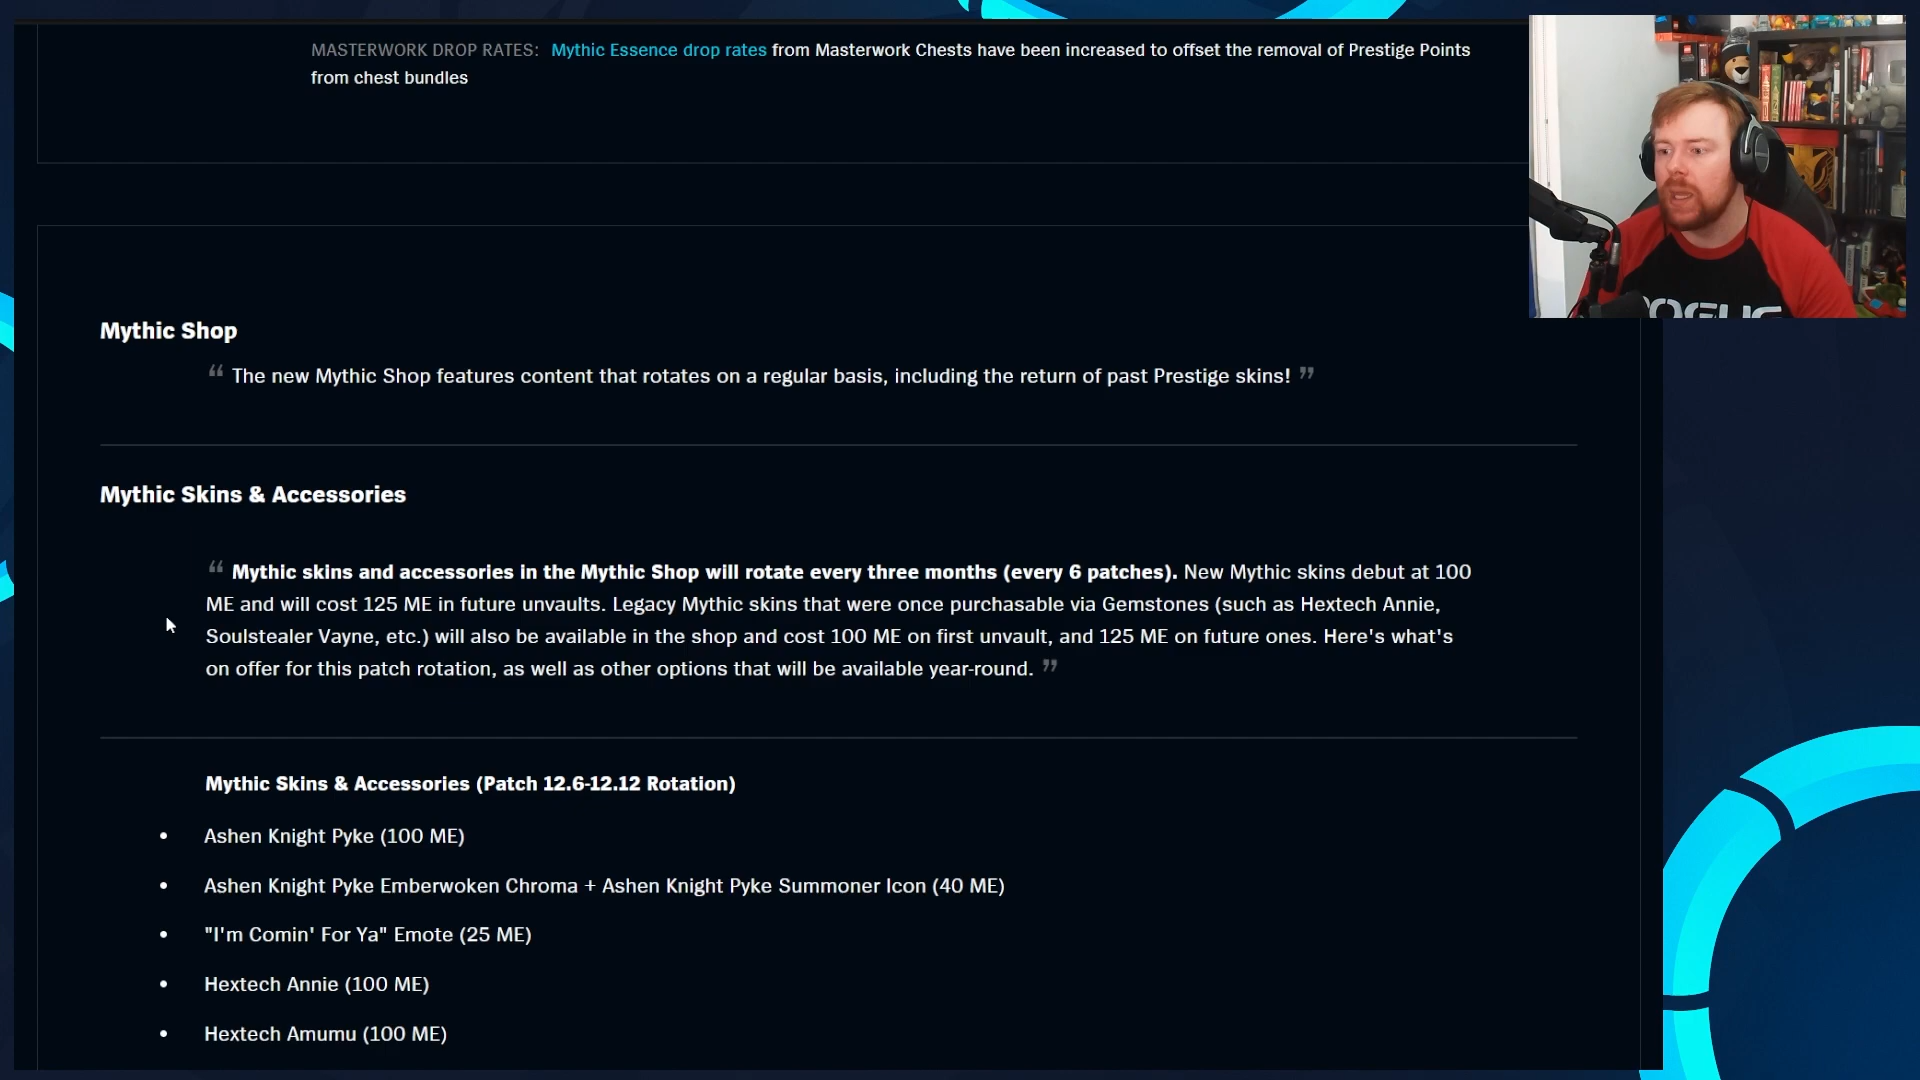 MASTERWORK DROP RATES: Mythic Essence drop rates from Masterwork Chests have been increased to offset the removal of Prestige Points
from chest bundles
Mythic Shop
“ The new Mythic Shop features content that rotates on a regular basis, including the return of past Prestige skins! ”
Mythic Skins & Accessories
“ Mythic skins and accessories in the Mythic Shop will rotate every three months (every 6 patches). New Mythic skins debut at 100
ME and will cost 125 ME in future unvaults. Legacy Mythic skins that were once purchasable via Gemstones (such as Hextech Annie,
Soulstealer Vayne, etc.) will also be available in the shop and cost 100 ME on first unvault, and 125 ME on future ones. Here's what's
on offer for this patch rotation, as well as other options that will be available year-round. ”
Mythic Skins & Accessories (Patch 12.6-12.12 Rotation)
• Ashen Knight Pyke (100 ME)
• Ashen Knight Pyke Emberwoken Chroma + Ashen Knight Pyke Summoner Icon (40 ME)
• "I'm Comin' For Ya" Emote (25 ME)
• Hextech Annie (100 ME)
• Hextech Amumu (100 ME)